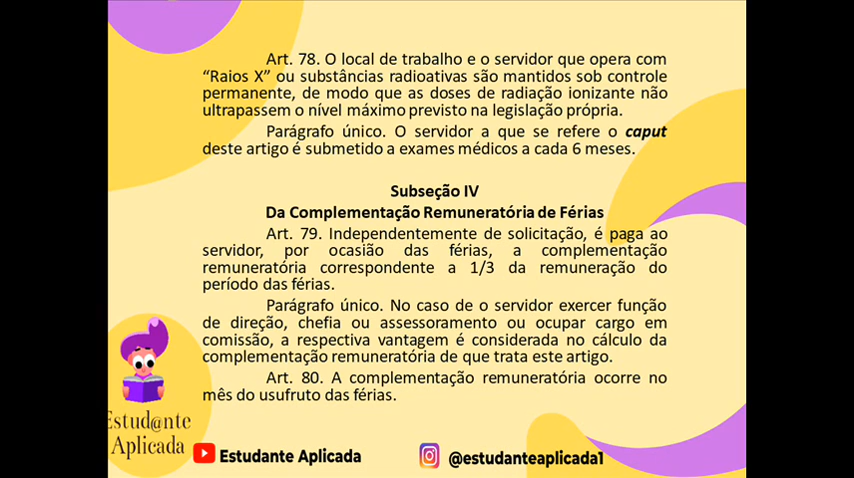 Art. 78. O local de trabalho e o servidor que opera com
“Raios X” ou substâncias radioativas são mantidos sob controle
permanente, de modo que as doses de radiação ionizante não
ultrapassem o nível máximo previsto na legislação própria.
Parágrafo único. O servidor a que se refere o caput
deste artigo é submetido a exames médicos a cada 6 meses.
Subseção IV
Da Complementação Remuneratória de Férias
Art. 79. Independentemente de solicitação, é paga ao
servidor, por ocasião das férias, a complementação
remuneratória correspondente a 1/3 da remuneração do
período das férias.
Parágrafo único. No caso de o servidor exercer função
de direção, chefia ou assessoramento ou ocupar cargo em
comissão, a respectiva vantagem é considerada no cálculo da
complementação remuneratória de que trata este artigo.
Art. 80. A complementação remuneratória ocorre no
mês do usufruto das férias.
Estud@nte
Aplicada
Estudante Aplicada
@estudanteaplicada1